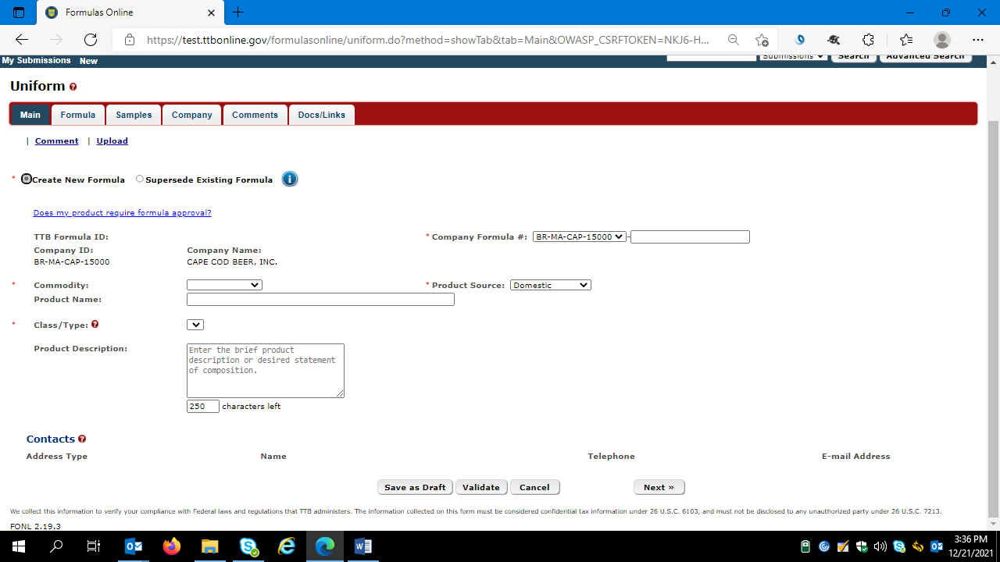 Formulas Online
https://test.ttbonline.gov/formulasonline/uniform.do?method=showTab&tab=Main&OWASP_CSRFTOKEN=NKJ6-H...
My Submissions New Submissions Search Advanced Search
Uniform
Main Formula Samples Company Comments Docs/Links
| Comment | Upload
* Create New Formula Supersede Existing Formula
Does my product require formula approval?
TTB Formula ID: * Company Formula #: BR-MA-CAP-15000 -
Company ID: Company Name:
BR-MA-CAP-15000 CAPE COD BEER, INC.
* Commodity: * Product Source: Domestic
Product Name:
* Class/Type:
Product Description: Enter the brief product
description or desired statement
of composition.
250 characters left
Contacts
Address Type Name Telephone E-mail Address
Save as Draft Validate Cancel Next »
We collect this information to verify your compliance with Federal laws and regulations that TTB administers. The information collected on this form must be considered confidential tax information under 26 U.S.C. 6103, and must not be disclosed to any unauthorized party under 26 U.S.C. 7213.
FONL 2.19.3
3:36 PM
12/21/2021